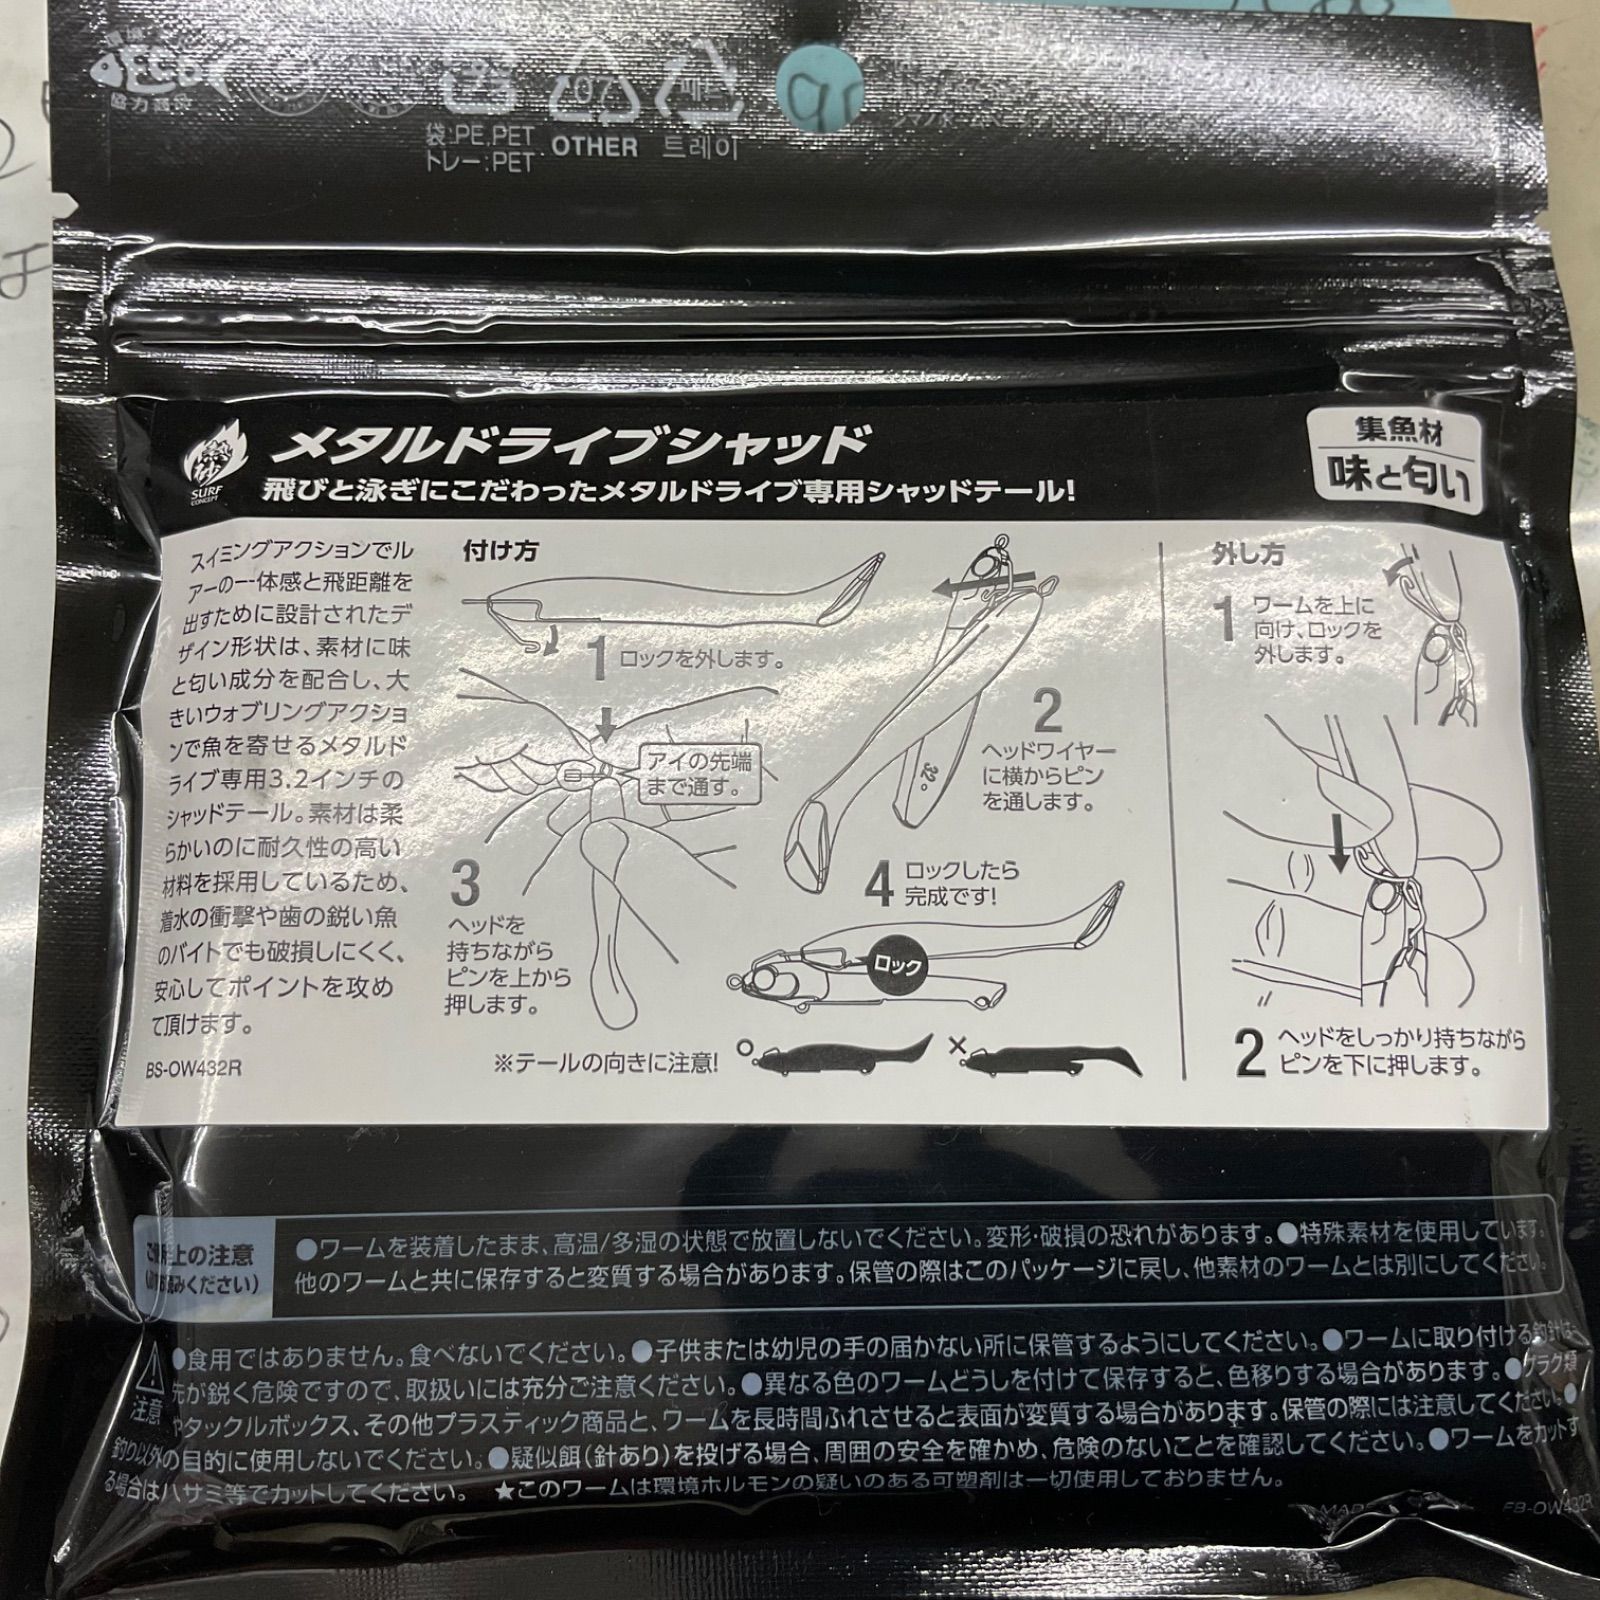 ECO
協力商品
プラ
07
袋:PE,PET
トレー:PET
OTHER
트레이
SURF
CONCEPT
メタルドライブシャッド
飛びと泳ぎにこだわったメタルドライブ専用シャッドテール!
集魚材
味と匂い
スイミングアクションでル
アーの一体感と飛距離を
出すために設計されたデ
ザイン形状は、素材に味
と匂い成分を配合し、大
きいウォブリングアクショ
ンで魚を寄せるメタルド
ライブ専用3.2インチの
シャッドテール。素材は柔
らかいのに耐久性の高い
材料を採用しているため、
着水の衝撃や歯の鋭い魚
のバイトでも破損しにくく、
安心してポイントを攻め
て頂けます。
BS-OW432R
付け方
1 ロックを外します。
2
ヘッドワイヤー
に横からピン
を通します。
アイの先端
まで通す。
3
ヘッドを
持ちながら
ピンを上から
押します。
4 ロックしたら
完成です!
ロック
※テールの向きに注意! ○ ×
外し方
1 ワームを上に
向け、ロックを
外します。
2 ヘッドをしっかり持ちながら
ピンを下に押します。
上の注意
みください)
●ワームを装着したまま、高温/多湿の状態で放置しないでください。変形・破損の恐れがあります。●特殊素材を使用しています。
他のワームと共に保存すると変質する場合があります。保管の際はこのパッケージに戻し、他素材のワームとは別にしてください。
注意
●食用ではありません。食べないでください。●子供または幼児の手の届かない所に保管するようにしてください。●ワームに取り付ける釣針は
先が鋭く危険ですので、取扱いには充分ご注意ください。●異なる色のワームどうしを付けて保存すると、色移りする場合があります。●グラク類
やタックルボックス、その他プラスティック商品と、ワームを長時間ふれさせると表面が変質する場合があります。保管の際には注意してください。●
釣り以外の目的に使用しないでください。●疑似餌(針あり)を投げる場合、周囲の安全を確かめ、危険のないことを確認してください。●ワームをカットす
る場合はハサミ等でカットしてください。 ★このワームは環境ホルモンの疑いのある可塑剤は一切使用しておりません。
FB-OW432R